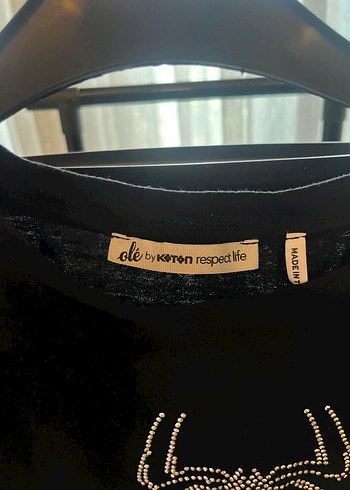 olé by KOTON respect life
MADE IN T